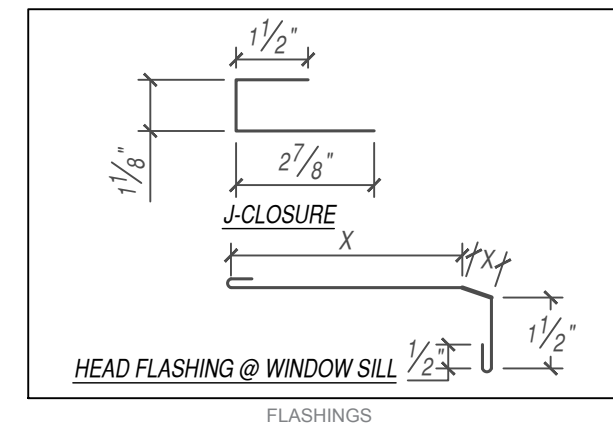 1 1/2"
1 1/8"
2 7/8"
J-CLOSURE
X
X
1 1/2"
1/2"
HEAD FLASHING @ WINDOW SILL
FLASHINGS